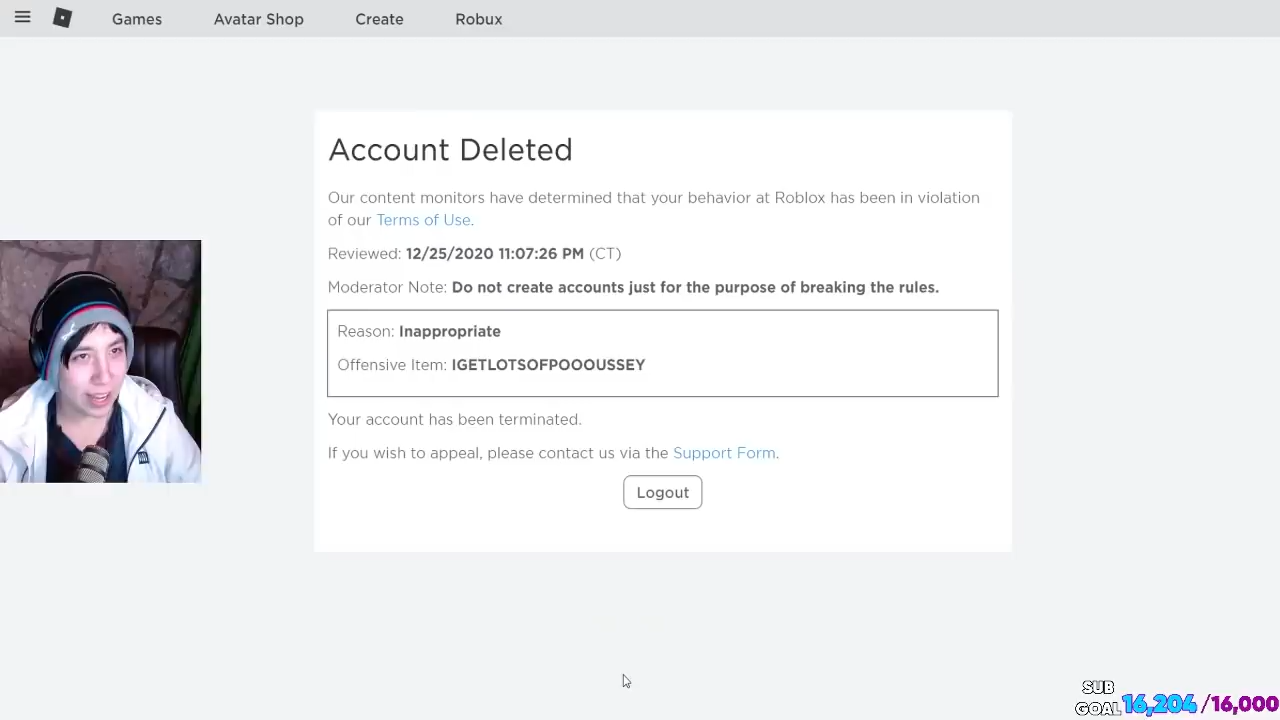 Games Avatar Shop Create Robux
Account Deleted
Our content monitors have determined that your behavior at Roblox has been in violation
of our Terms of Use.
Reviewed: 12/25/2020 11:07:26 PM (CT)
Moderator Note: Do not create accounts just for the purpose of breaking the rules.
Reason: Inappropriate
Offensive Item: IGETLOTSOFPOOOUSSEY
Your account has been terminated.
If you wish to appeal, please contact us via the Support Form.
Logout
SUB
GOAL 16,204/16,000